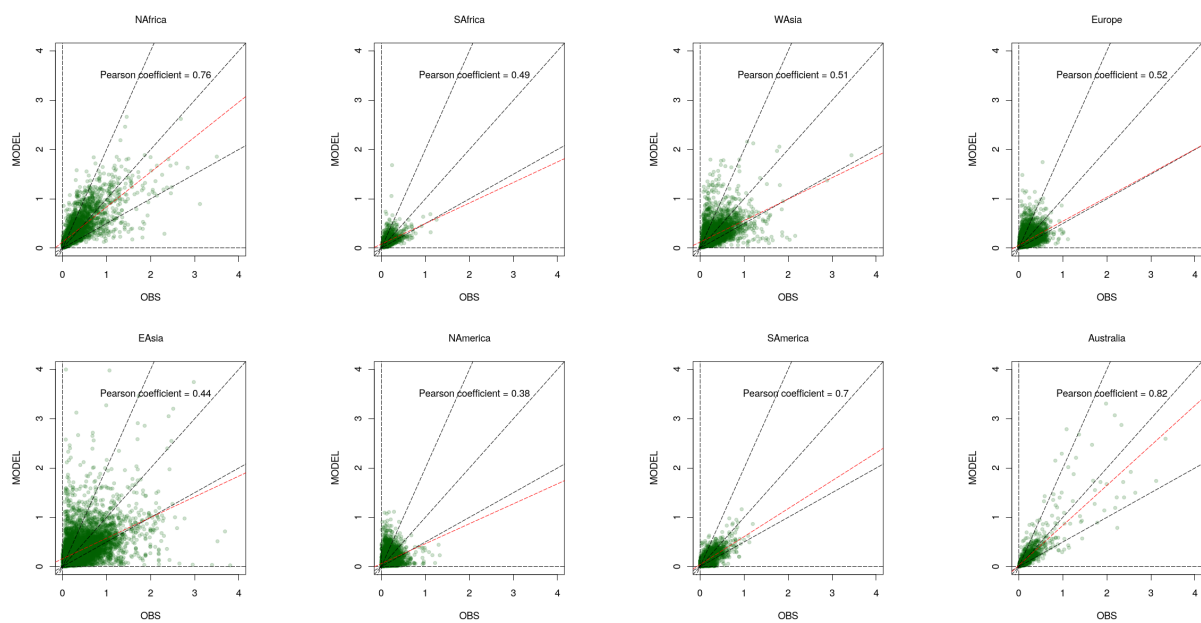 NAfrica
SAfrica
WAsia
Europe
Pearson coefficient = 0.76
Pearson coefficient = 0.49
Pearson coefficient = 0.51
Pearson coefficient = 0.52
MODEL
MODEL
MODEL
MODEL
4
3
2
1
0
4
3
2
1
0
4
3
2
1
0
4
3
2
1
0
0 1 2 3 4
0 1 2 3 4
0 1 2 3 4
0 1 2 3 4
OBS
OBS
OBS
OBS
EAsia
NAmerica
SAmerica
Australia
Pearson coefficient = 0.44
Pearson coefficient = 0.38
Pearson coefficient = 0.7
Pearson coefficient = 0.82
MODEL
MODEL
MODEL
MODEL
4
3
2
1
0
4
3
2
1
0
4
3
2
1
0
4
3
2
1
0
0 1 2 3 4
0 1 2 3 4
0 1 2 3 4
0 1 2 3 4
OBS
OBS
OBS
OBS